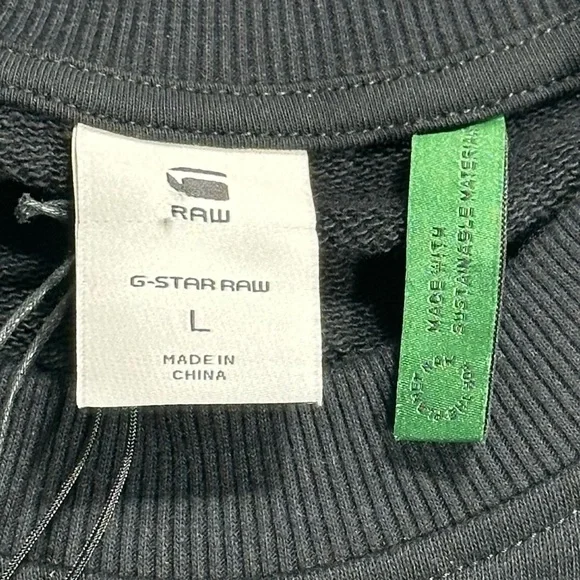 RAW
G-STAR RAW
L
MADE IN
CHINA
MADE WITH
SUSTAINABLE MATERIALS